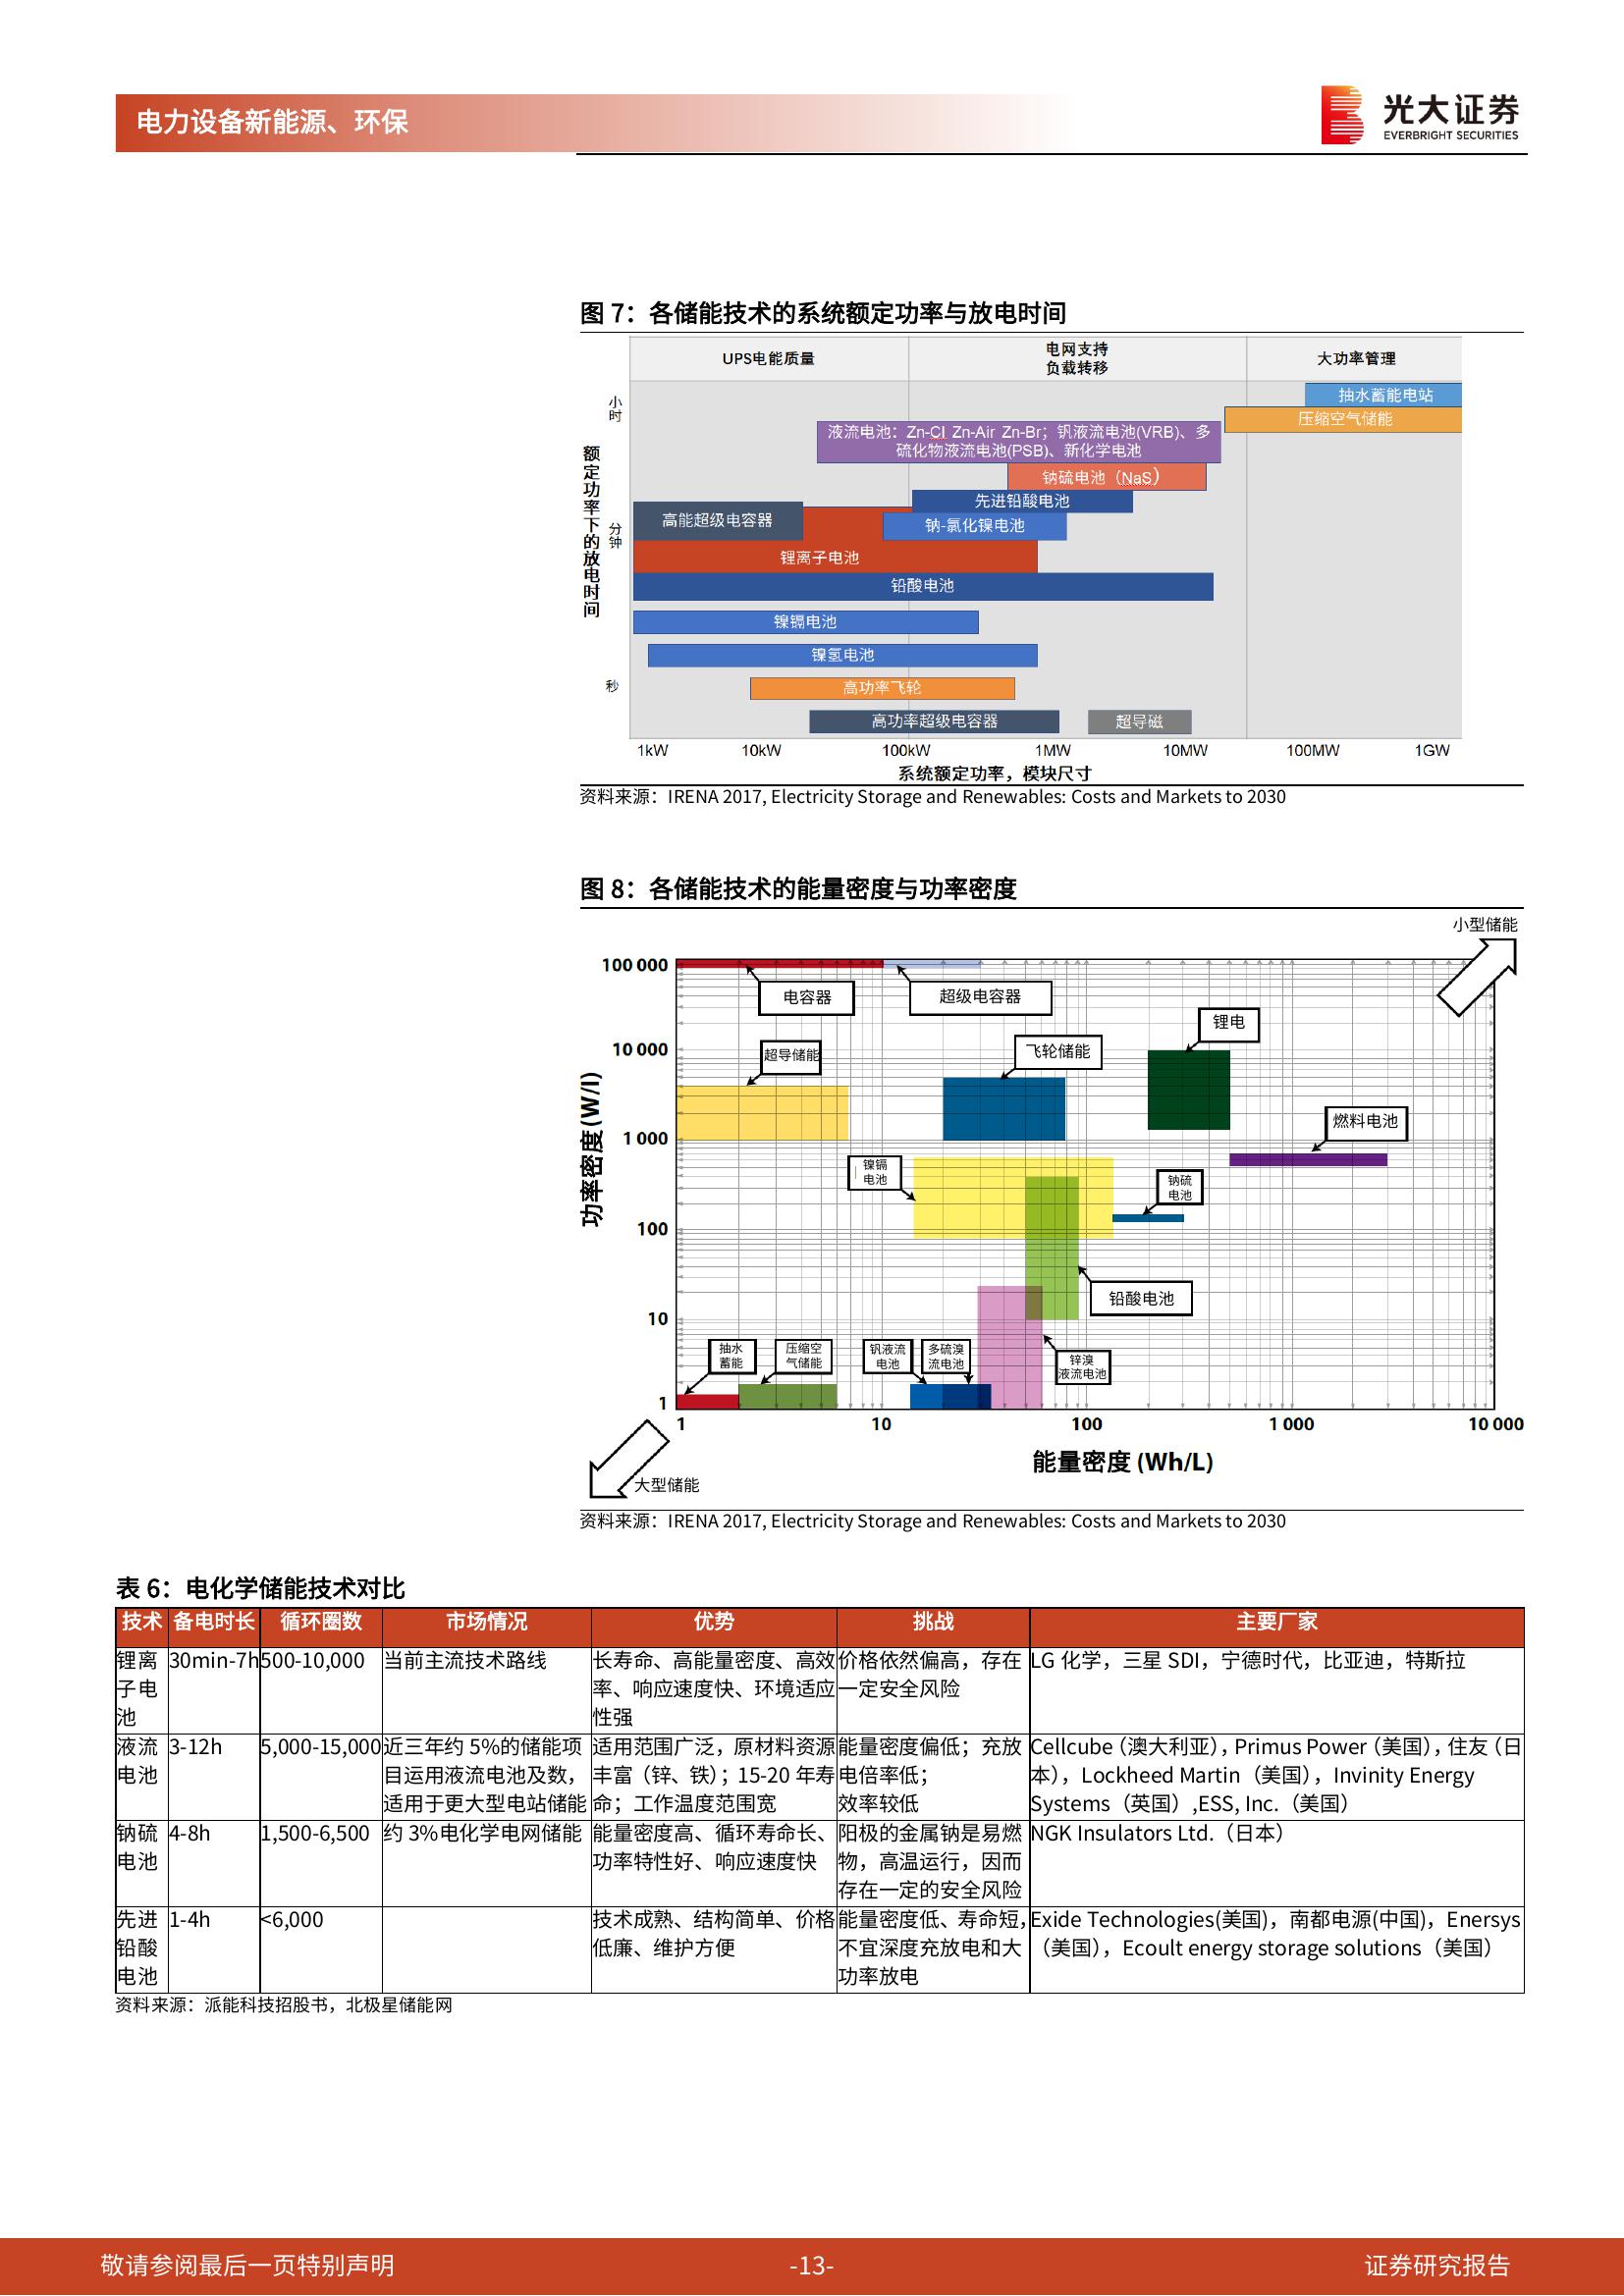 电力设备新能源、环保
光大证券
EVERBRIGHT SECURITIES
图 7：各储能技术的系统额定功率与放电时间
UPS电能质量
电网支持
负载转移
大功率管理
小时
分钟
秒
额定功率下的放电时间
抽水蓄能电站
压缩空气储能
液流电池：Zn-Cl Zn-Air Zn-Br；钒液流电池(VRB)、多
硫化物液流电池(PSB)、新化学电池
钠硫电池（NaS）
先进铅酸电池
高能超级电容器
钠-氯化镍电池
锂离子电池
铅酸电池
镍镉电池
镍氢电池
高功率飞轮
高功率超级电容器
超导磁
1kW 10kW 100kW 1MW 10MW 100MW 1GW
系统额定功率，模块尺寸
资料来源：IRENA 2017, Electricity Storage and Renewables: Costs and Markets to 2030
图 8：各储能技术的能量密度与功率密度
小型储能
100 000
10 000
1 000
100
10
1
功率密度(W/l)
电容器
超级电容器
锂电
超导储能
飞轮储能
燃料电池
镍镉
电池
钠硫
电池
铅酸电池
抽水
蓄能
压缩空
气储能
钒液流
电池
多硫溴
流电池
锌溴
液流电池
1 10 100 1 000 10 000
能量密度 (Wh/L)
大型储能
资料来源：IRENA 2017, Electricity Storage and Renewables: Costs and Markets to 2030
表 6：电化学储能技术对比
技术 备电时长 循环圈数 市场情况 优势 挑战 主要厂家
锂离 30min-7h 500-10,000 当前主流技术路线 长寿命、高能量密度、高效 价格依然偏高，存在 LG 化学，三星 SDI，宁德时代，比亚迪，特斯拉
子电 率、响应速度快、环境适应 一定安全风险
池 性强
液流 3-12h 5,000-15,000 近三年约 5%的储能项 适用范围广泛，原材料资源 能量密度偏低；充放 Cellcube（澳大利亚），Primus Power（美国），住友（日
电池 目运用液流电池及数， 丰富（锌、铁）；15-20 年寿 电倍率低； 本），Lockheed Martin（美国），Invinity Energy
适用于更大型电站储能 命；工作温度范围宽 效率较低 Systems（英国）,ESS, Inc.（美国）
钠硫 4-8h 1,500-6,500 约 3%电化学电网储能 能量密度高、循环寿命长、 阳极的金属钠是易燃 NGK Insulators Ltd.（日本）
电池 功率特性好、响应速度快 物，高温运行，因而
存在一定的安全风险
先进 1-4h <6,000 技术成熟、结构简单、价格 能量密度低、寿命短， Exide Technologies(美国)，南都电源(中国)，Enersys
铅酸 低廉、维护方便 不宜深度充放电和大 （美国），Ecoult energy storage solutions（美国）
电池 功率放电
资料来源：派能科技招股书，北极星储能网
敬请参阅最后一页特别声明 -13- 证券研究报告